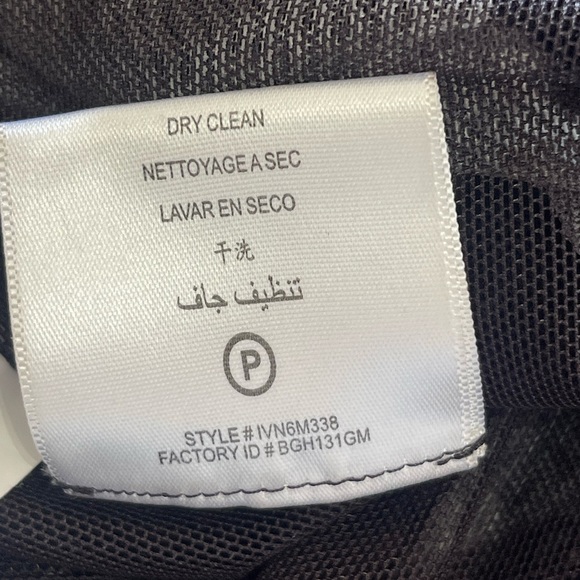 DRY CLEAN
NETTOYAGE A SEC
LAVAR EN SECO
干洗
تنظيف جاف
P
STYLE # IVN6M338
FACTORY ID # BGH131GM